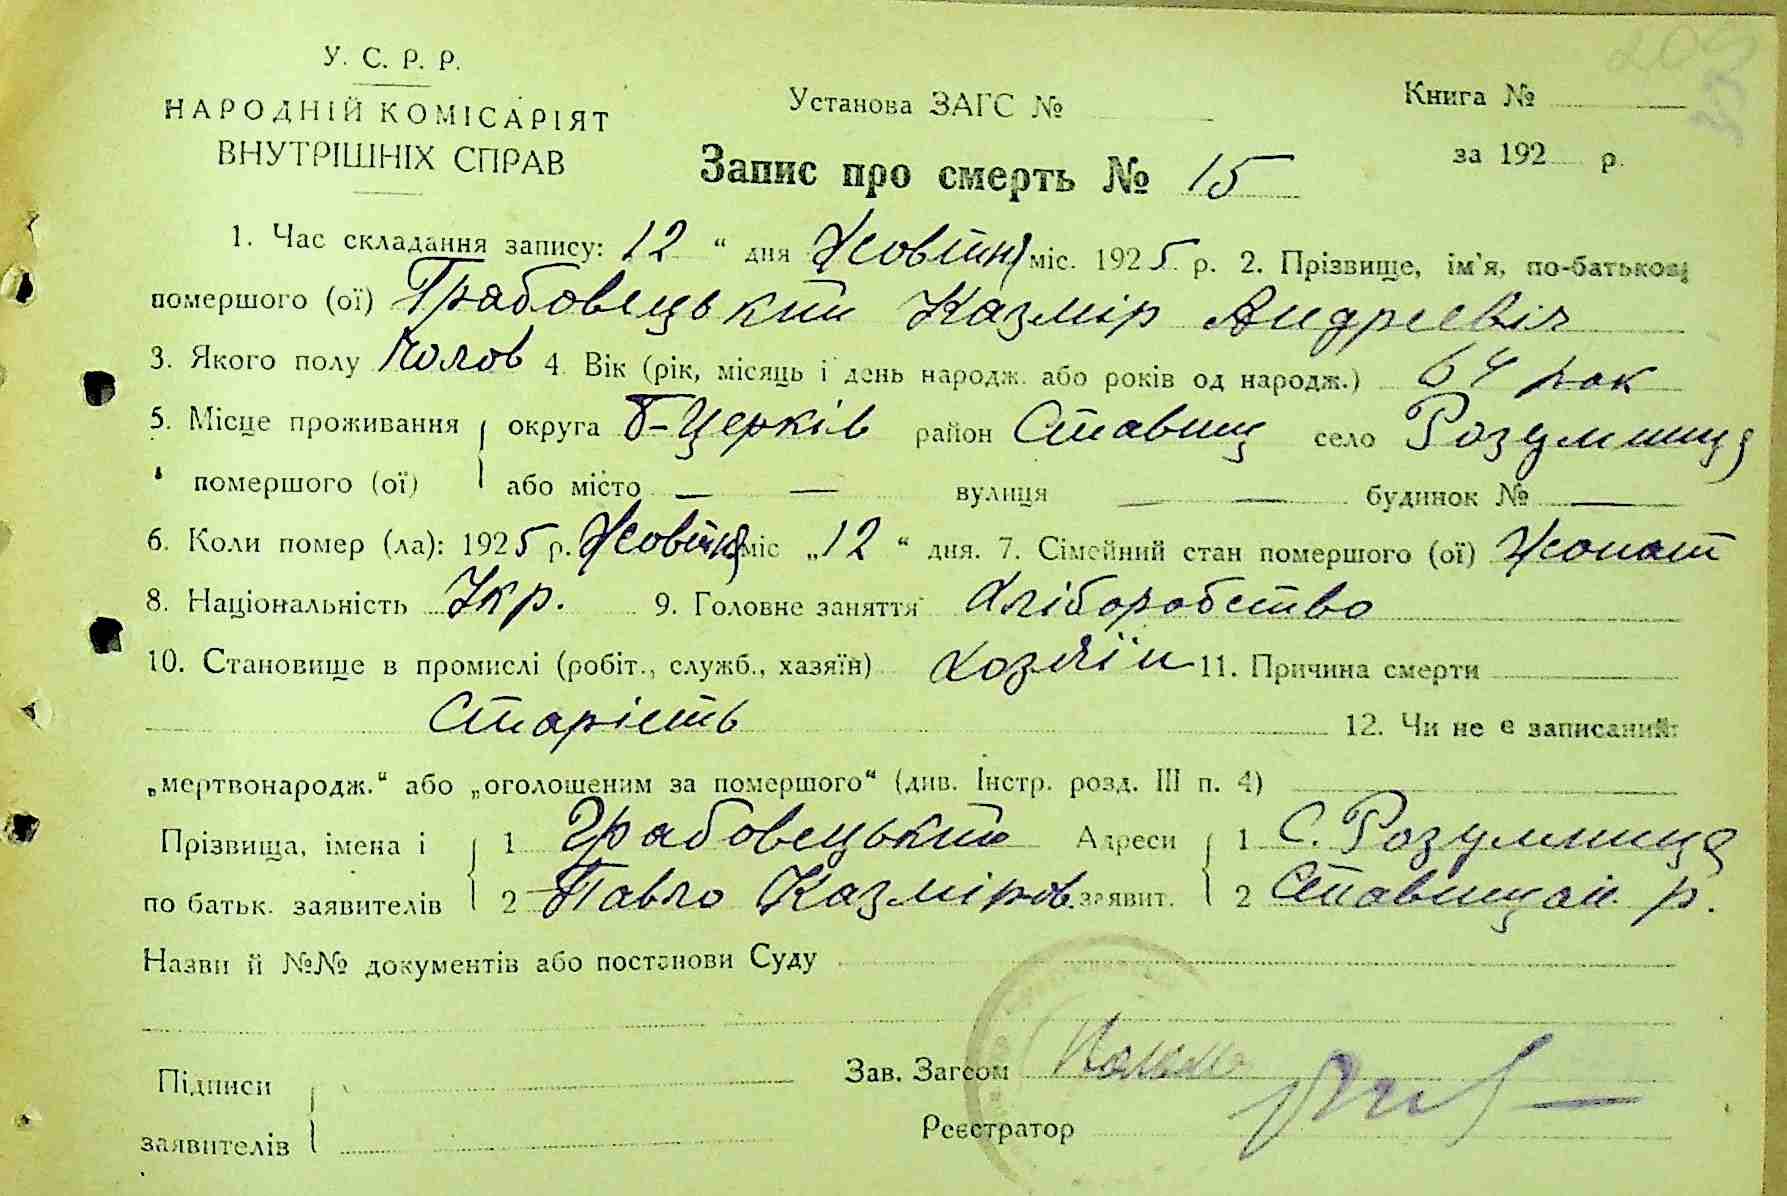 У. С. Р. Р.
НАРОДНІЙ КОМІСАРІЯТ
ВНУТРІШНІХ СПРАВ
Установа ЗАГС №
Книга №
за 192 р.
Запис про смерть № 15
1. Час складання запису: 12 “ дня Жовтня міс. 1925 р. 2. Прізвище, ім'я, по-батькові
помершого (ої) Грабовецький Казмір Андреєвіч
3. Якого полу Чолов 4. Вік (рік, місяць і день народж. або років од народж.) 64 рок
5. Місце проживання округа Б-Церків район Ставищ село Розумниця
помершого (ої) або місто — — вулиця — — будинок № —
6. Коли помер (ла): 1925 р. Жовтня міс „12 “ дня. 7. Сімейний стан помершого (ої) Жонат
8. Національність Укр. 9. Головне заняття Хліборобство
10. Становище в промислі (робіт., служб., хазяїн) Хозяїн 11. Причина смерти
Старість 12. Чи не є записаний:
„мертвонародж.“ або „оголошеним за помершого“ (див. Інстр. розд. III п. 4)
Прізвища, імена і 1 Грабовецький Адреси 1 С. Розумниця
по батьк. заявителів 2 Павло Казміров. заявит. 2 Ставищан. р.
Назви й №№ документів або постанови Суду
Підписи Зав. Загсом
заявителів Реєстратор